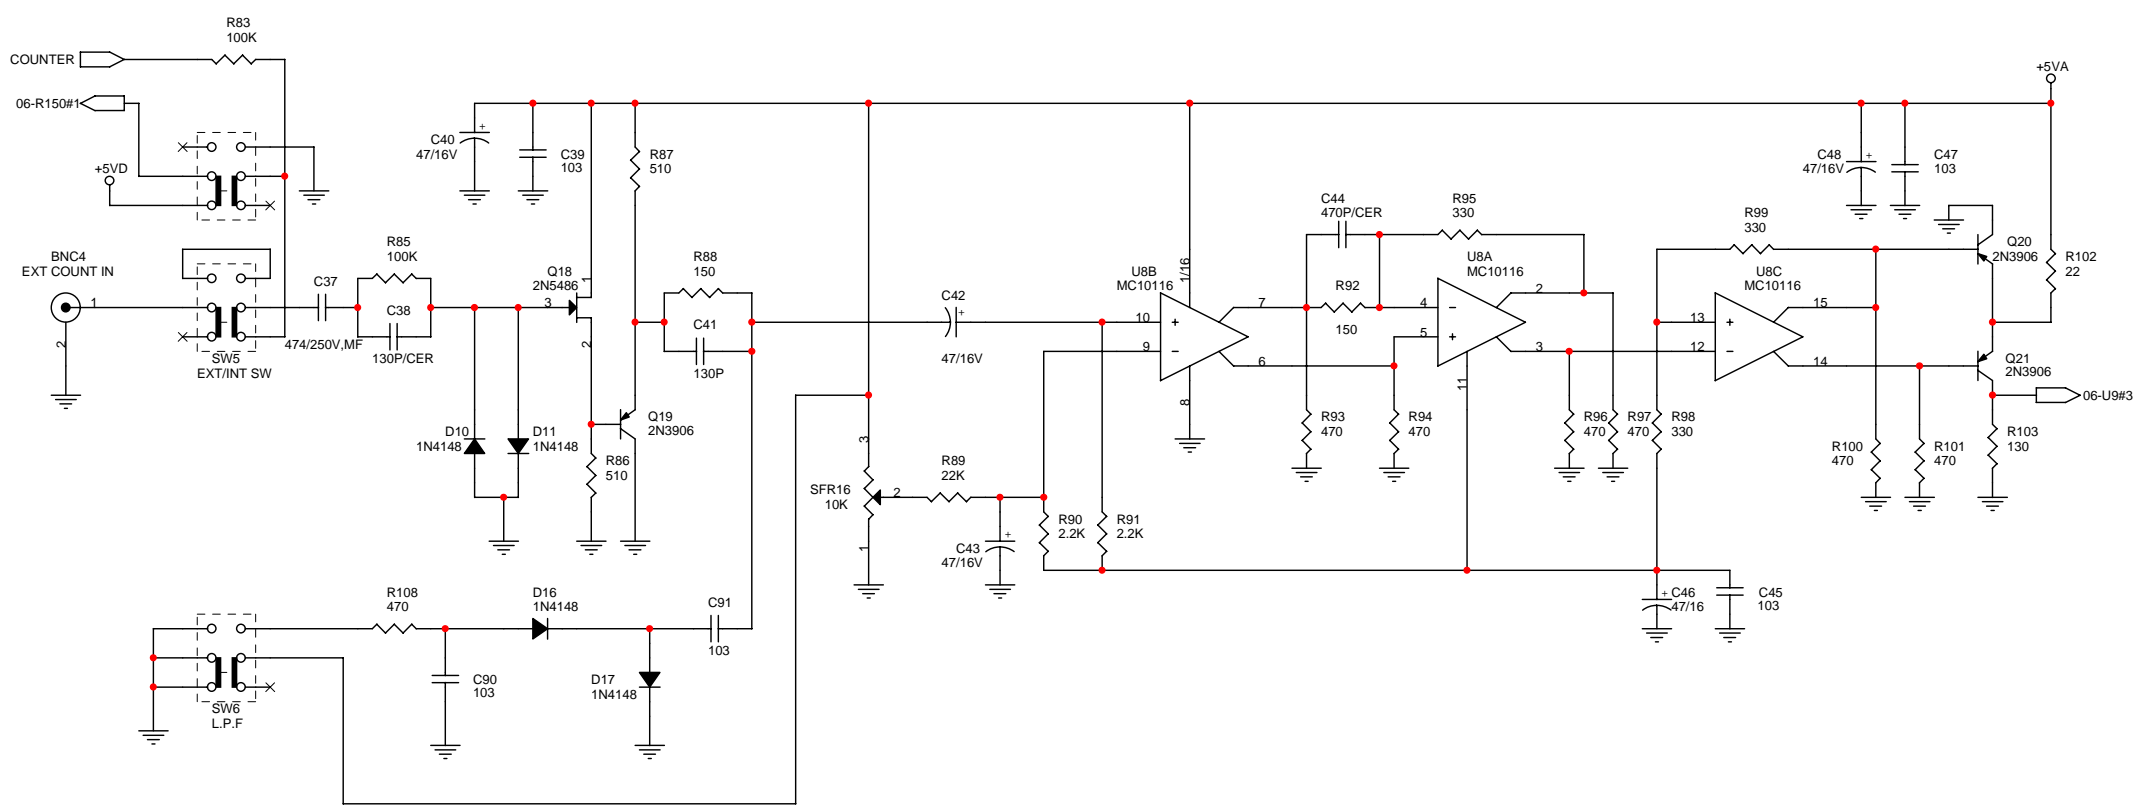 R83
100K
COUNTER
06-R150#1
+5VD
BNC4
EXT COUNT IN
1
2
SW5
EXT/INT SW
C37
474/250V,MF
R85
100K
C38
130P/CER
C40
+
47/16V
C39
103
R87
510
Q18
2N5486
1
3
2
D10
1N4148
D11
1N4148
R86
510
Q19
2N3906
R88
150
C41
130P
C42
+
47/16V
SFR16
10K
3
2
1
R89
22K
C43
+
47/16V
R90
2.2K
R91
2.2K
U8B
MC10116
1/16
10
+
9
−
7
6
8
C44
470P/CER
R95
330
R92
150
R93
470
R94
470
U8A
MC10116
4
−
5
+
2
3
11
R96
470
R97
470
R98
330
R99
330
U8C
MC10116
13
+
12
−
15
14
R100
470
R101
470
C48
+
47/16V
C47
103
+5VA
Q20
2N3906
R102
22
Q21
2N3906
06-U9#3
R103
130
C46
+
47/16
C45
103
SW6
L.P.F
R108
470
D16
1N4148
C91
103
C90
103
D17
1N4148